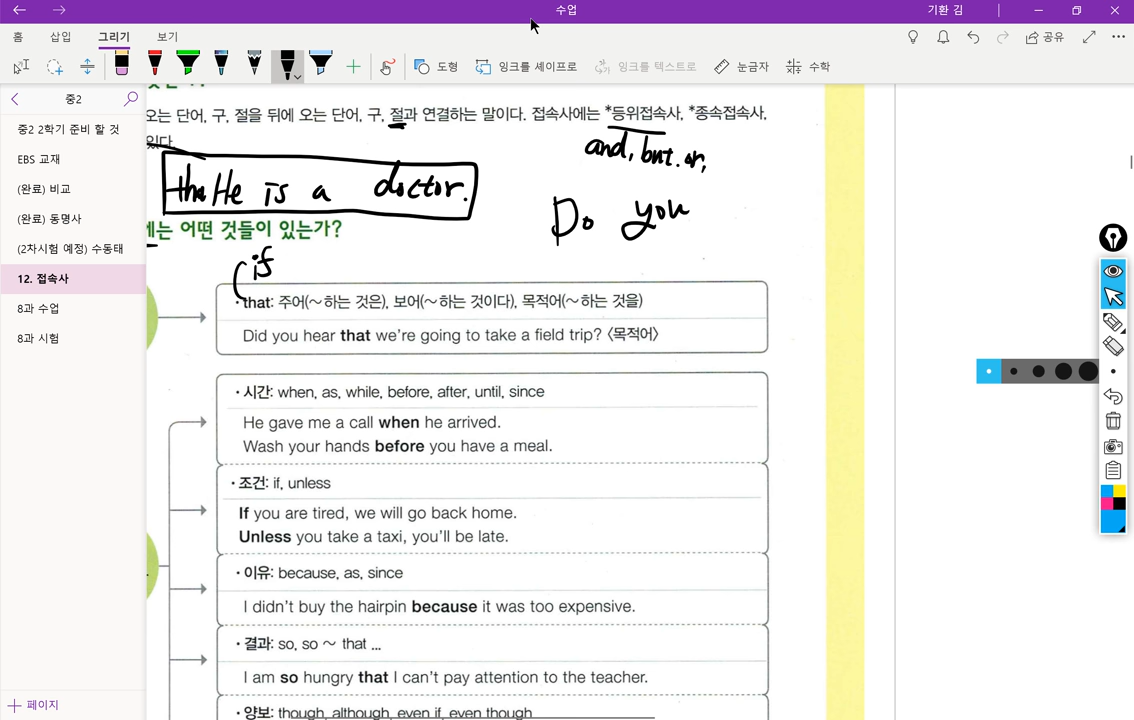 수업
기환 김
홈 삽입 그리기 보기
공유
도형 잉크를 셰이프로 잉크를 텍스트로 눈금자 수학
중2
중2 2학기 준비 할 것
EBS 교재
(완료) 비교
(완료) 동명사
(2차시험 예정) 수동태
12. 접속사
8과 수업
8과 시험
페이지
오는 단어, 구, 절을 뒤에 오는 단어, 구, 절과 연결하는 말이다. 접속사에는 *등위접속사, *종속접속사,
있다.
and, but. or,
He is a doctor.
Do you
에는 어떤 것들이 있는가?
if
· that: 주어(~하는 것은), 보어(~하는 것이다), 목적어(~하는 것을)
Did you hear that we're going to take a field trip? 〈목적어〉
· 시간: when, as, while, before, after, until, since
He gave me a call when he arrived.
Wash your hands before you have a meal.
· 조건: if, unless
If you are tired, we will go back home.
Unless you take a taxi, you'll be late.
· 이유: because, as, since
I didn't buy the hairpin because it was too expensive.
· 결과: so, so ~ that ...
I am so hungry that I can't pay attention to the teacher.
· 양보: though, although, even if, even though